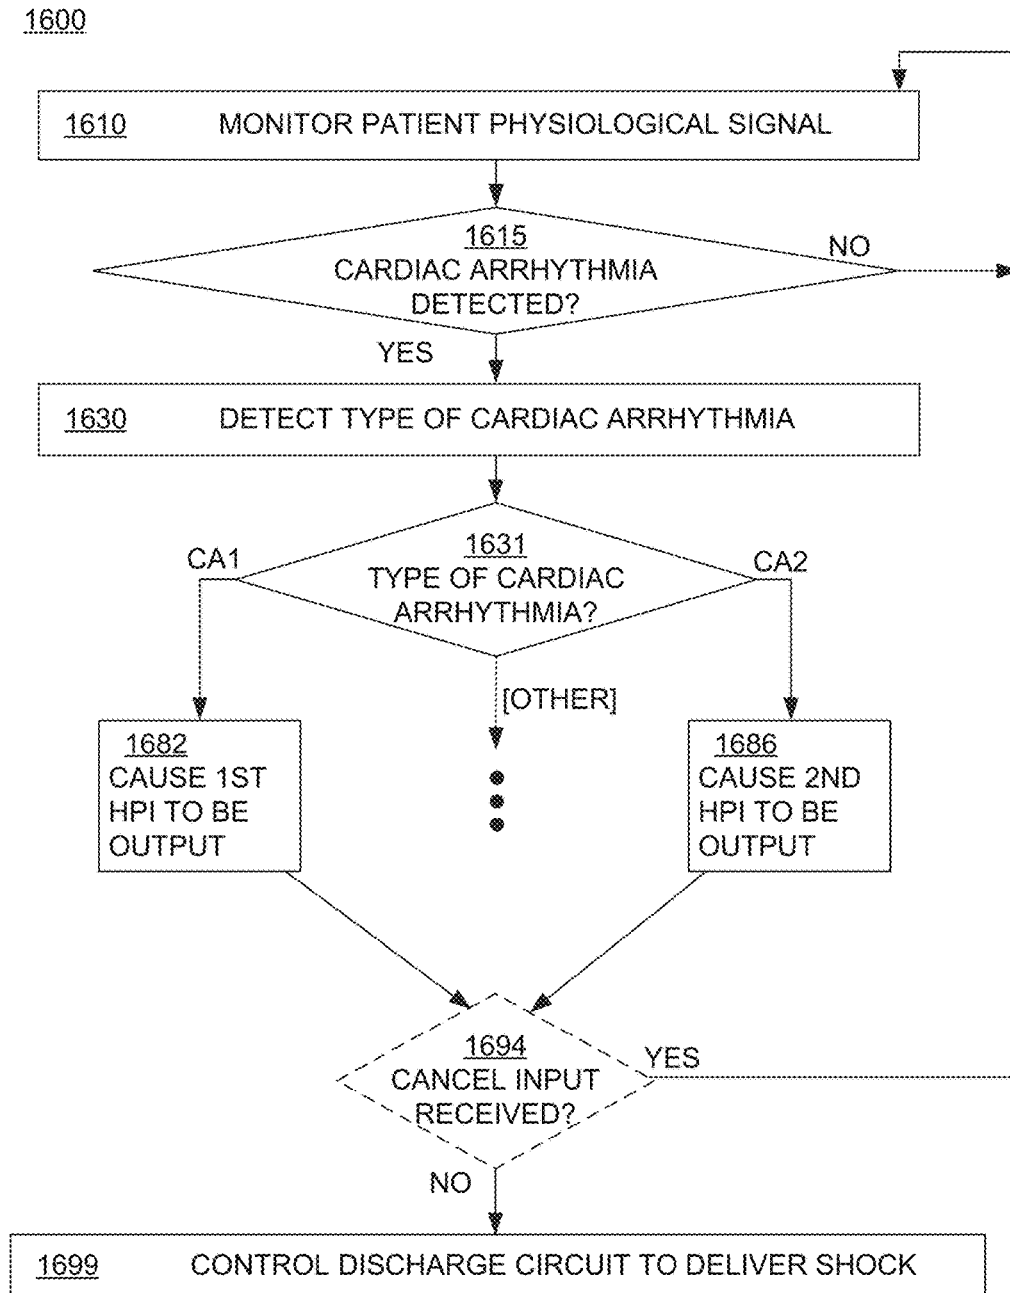 1600
1610 MONITOR PATIENT PHYSIOLOGICAL SIGNAL
1615
CARDIAC ARRHYTHMIA
DETECTED?
NO
YES
1630 DETECT TYPE OF CARDIAC ARRHYTHMIA
1631
TYPE OF CARDIAC
ARRHYTHMIA?
CA1
CA2
[OTHER]
1682
CAUSE 1ST
HPI TO BE
OUTPUT
1686
CAUSE 2ND
HPI TO BE
OUTPUT
1694
CANCEL INPUT
RECEIVED?
YES
NO
1699 CONTROL DISCHARGE CIRCUIT TO DELIVER SHOCK